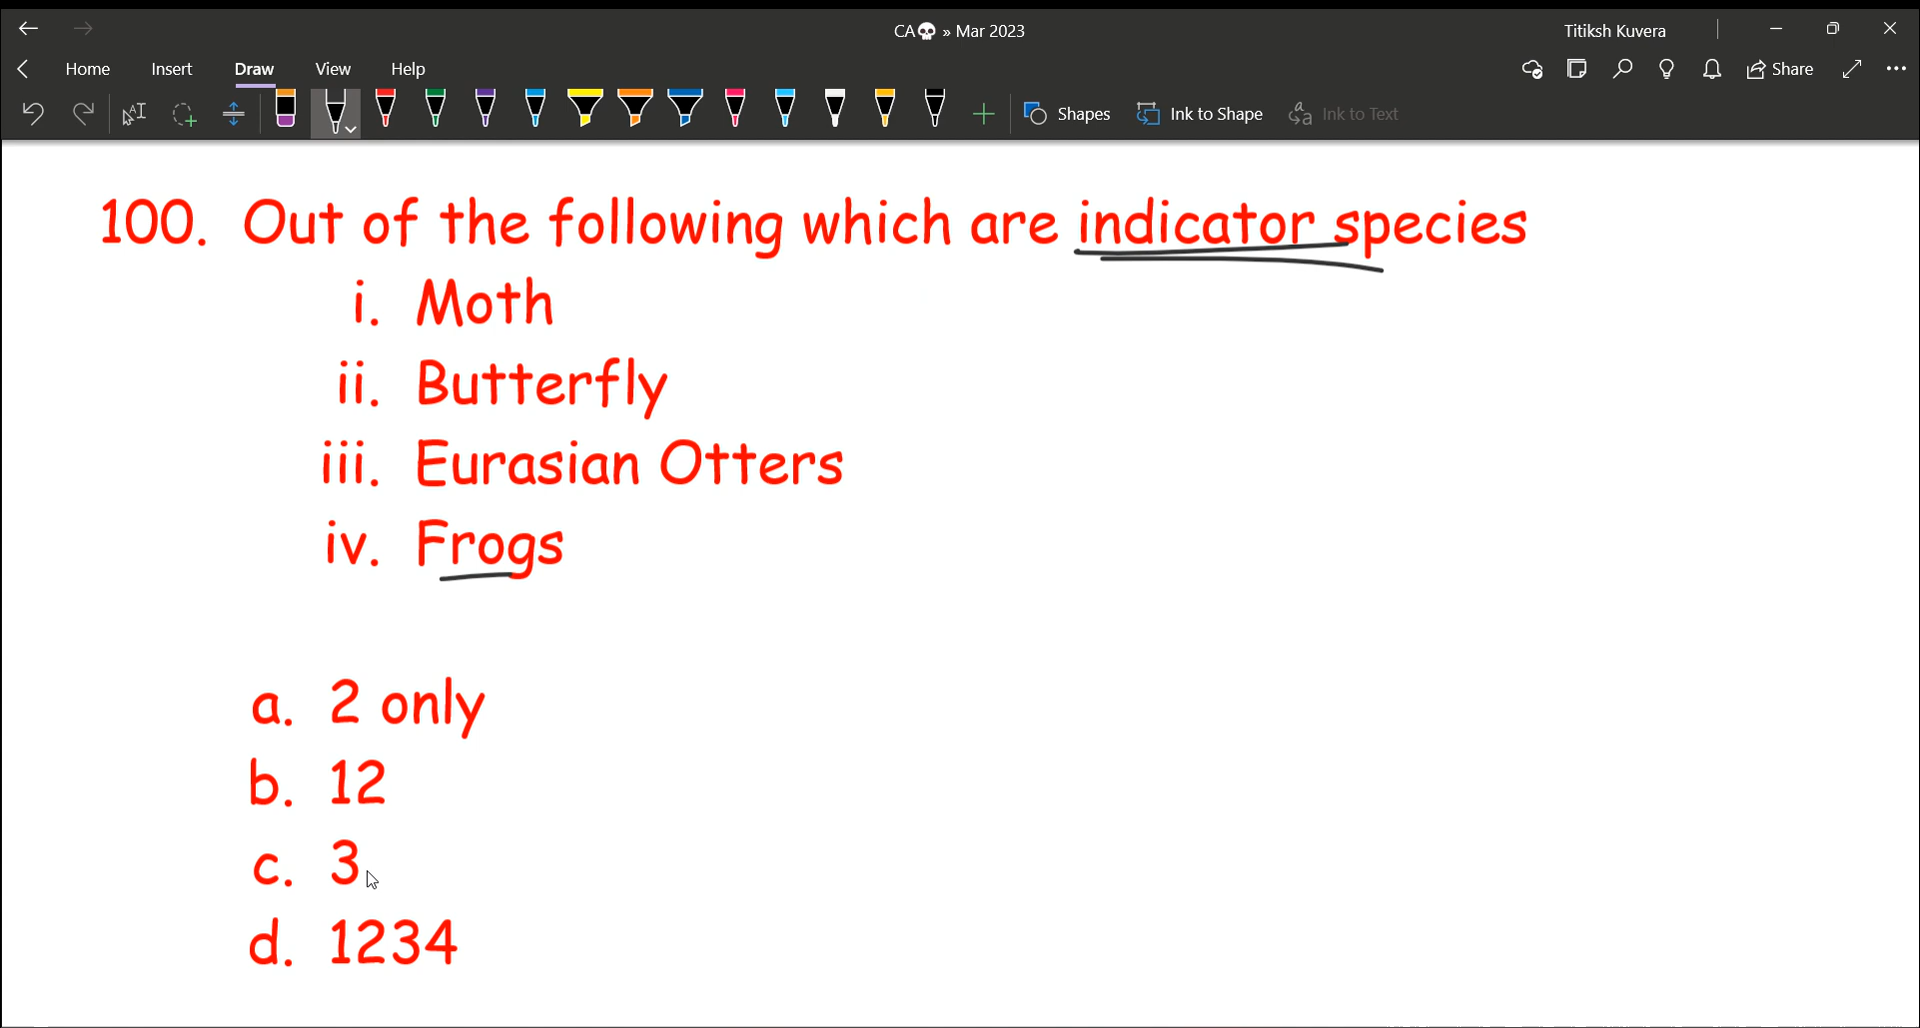 CA💀 » Mar 2023
Titiksh Kuvera
Home Insert Draw View Help
Share
Shapes Ink to Shape Ink to Text
100. Out of the following which are indicator species
i. Moth
ii. Butterfly
iii. Eurasian Otters
iv. Frogs
a. 2 only
b. 12
c. 3
d. 1234